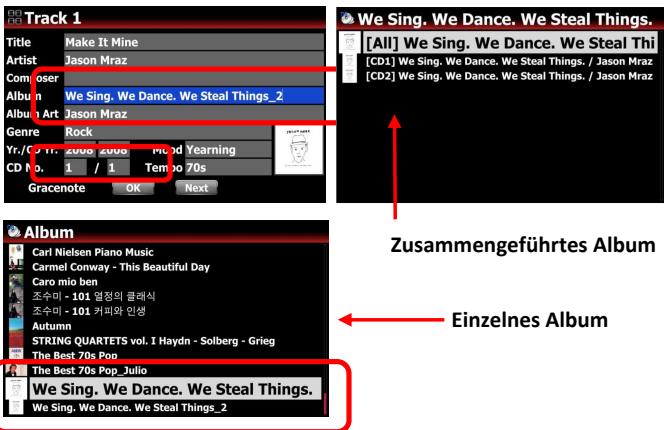 Track 1
Title Make It Mine
Artist Jason Mraz
Composer
Album We Sing. We Dance. We Steal Things_2
Album Art Jason Mraz
Genre Rock
Yr./CD Yr. 2008 2008 Mood Yearning
CD No. 1 / 1 Tempo 70s
Gracenote OK Next
We Sing. We Dance. We Steal Things.
[All] We Sing. We Dance. We Steal Thi
[CD1] We Sing. We Dance. We Steal Things. / Jason Mraz
[CD2] We Sing. We Dance. We Steal Things. / Jason Mraz
Zusammengeführtes Album
Album
Carl Nielsen Piano Music
Carmel Conway - This Beautiful Day
Caro mio ben
조수미 - 101 열정의 클래식
조수미 - 101 커피와 인생
Autumn
STRING QUARTETS vol. I Haydn - Solberg - Grieg
The Best 70s Pop
The Best 70s Pop_Julio
We Sing. We Dance. We Steal Things.
We Sing. We Dance. We Steal Things_2
Einzelnes Album